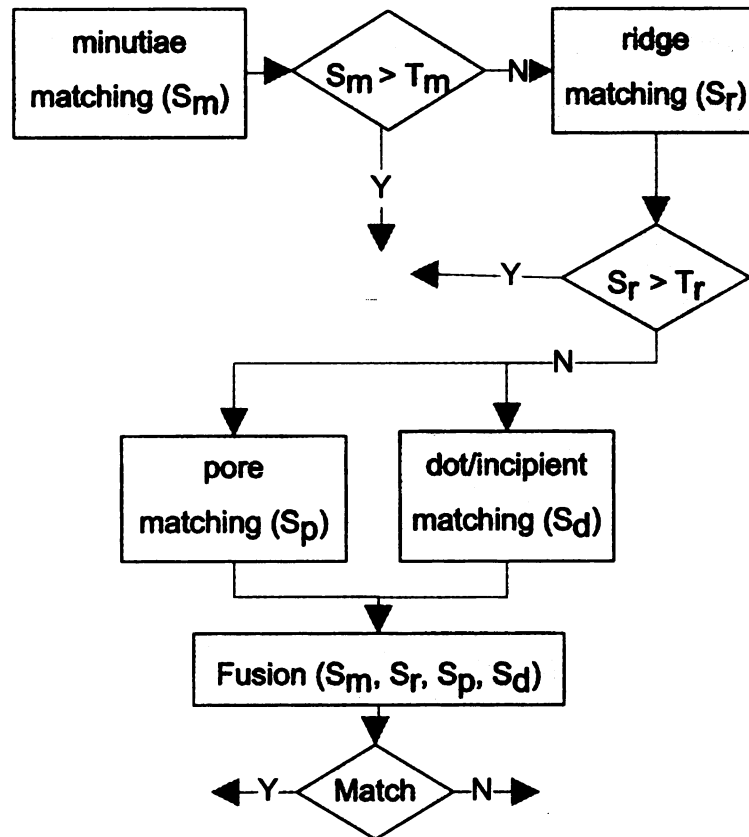 minutiae
matching (Sm)
Sm > Tm
N
ridge
matching (Sr)
Y
Y
Sr > Tr
N
pore
matching (Sp)
dot/incipient
matching (Sd)
Fusion (Sm, Sr, Sp, Sd)
Y
Match
N